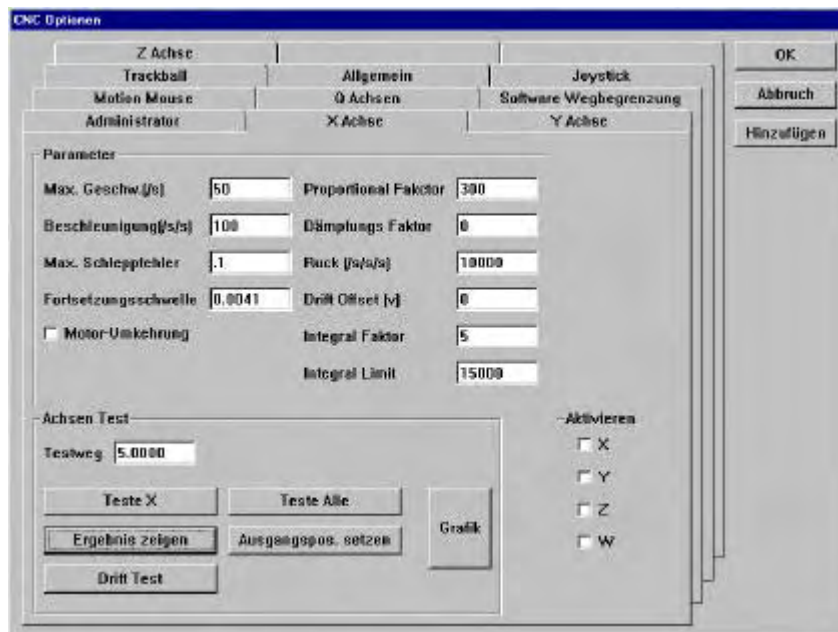 CNC Optionen
Z Achse
Trackball Allgemein Joystick
Motion Mouse Q Achsen Software Wegbegrenzung
Administrator X Achse Y Achse
OK
Abbruch
Hinzufügen
Parameter
Max. Geschw.(/s) 50 Proportional Fakctor 300
Beschleunigung(/s/s) 100 Dämpfungs Faktor 0
Max. Schleppfehler .1 Ruck (/s/s/s) 10000
Fortsetzungsschwelle 0.0041 Drift Offset (v) 0
Motor-Umkehrung Integral Faktor 5
Integral Limit 15000
Achsen Test
Testweg 5.0000
Teste X Teste Alle
Ergebnis zeigen Ausgangspos. setzen
Drift Test
Grafik
Aktivieren
X
Y
Z
W